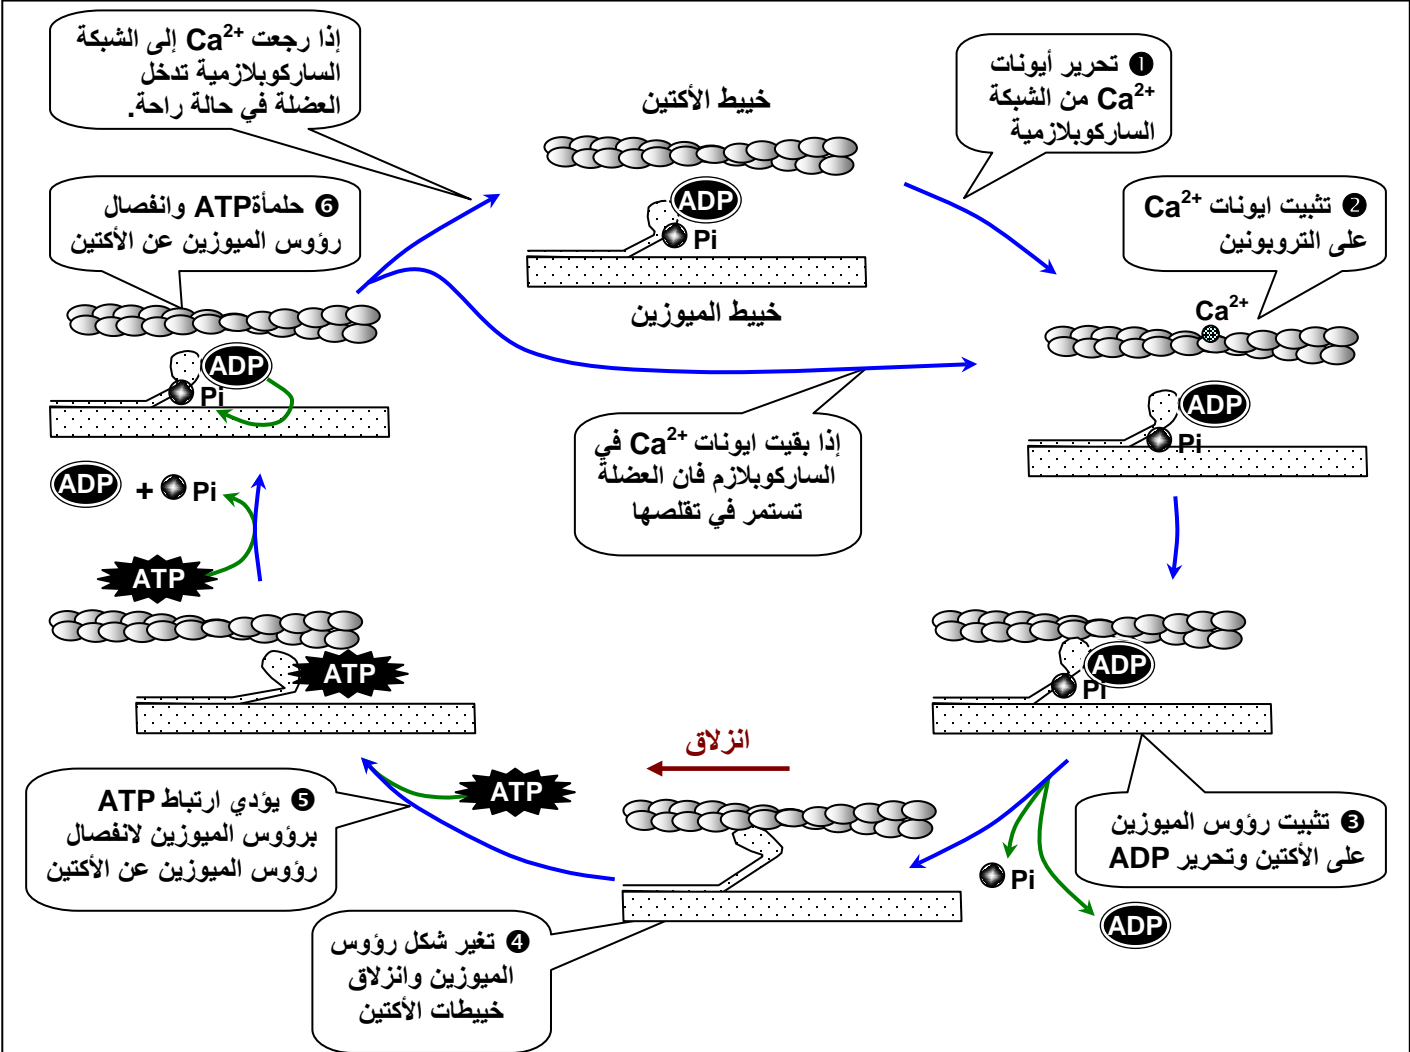 إذا رجعت Ca²⁺ إلى الشبكة
الساركوبلازمية تدخل
العضلة في حالة راحة.
❶ تحرير أيونات
Ca²⁺ من الشبكة
الساركوبلازمية
خييط الأكتين
ADP
Pi
خييط الميوزين
❷ تثبيت ايونات Ca²⁺
على التروبونين
Ca²⁺
ADP
Pi
❻ حلمأةATP وانفصال
رؤوس الميوزين عن الأكتين
ADP
Pi
إذا بقيت ايونات Ca²⁺ في
الساركوبلازم فان العضلة
تستمر في تقلصها
ADP + Pi
ATP
ATP
ADP
Pi
❸ تثبيت رؤوس الميوزين
على الأكتين وتحرير ADP
Pi
ADP
انزلاق
❹ تغير شكل رؤوس
الميوزين وانزلاق
خييطات الأكتين
ATP
❺ يؤدي ارتباط ATP
برؤوس الميوزين لانفصال
رؤوس الميوزين عن الأكتين